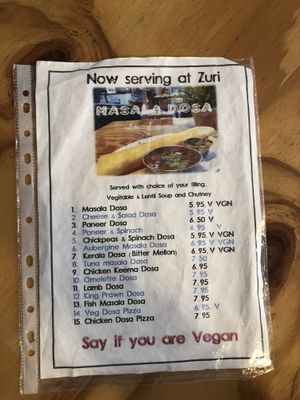 Now serving at Zuri
MASALA DOSA
Served with choice of your filling,
Vegitable & Lentil Soup and Chutney
1. Masala Dosa 5.95, V VGN
2. Cheese & Salad Dosa 5.95, V
3. Paneer Dosa 6.50 V
4. Paneer & Spinach 6.95 V
5. Chickpeas & Spinach Dosa 5.95, V VGN
6. Aubergine Masala Dosa 6.95, V VGN
7. Kerala Dosa (Bitter Mellon) 6.95, V VGN
8. Tuna masala Dosa 7.50
9. Chicken Keema Dosa 6.95
10. Omelette Dosa 7.95
11. Lamb Dosa 7.95
12. King Prawn Dosa 7.95
13. Fish Masala Dosa 7.95
14. Veg Dosa Pizza 6.95. V
15. Chicken Dosa Pizza 7.95
Say if you are Vegan